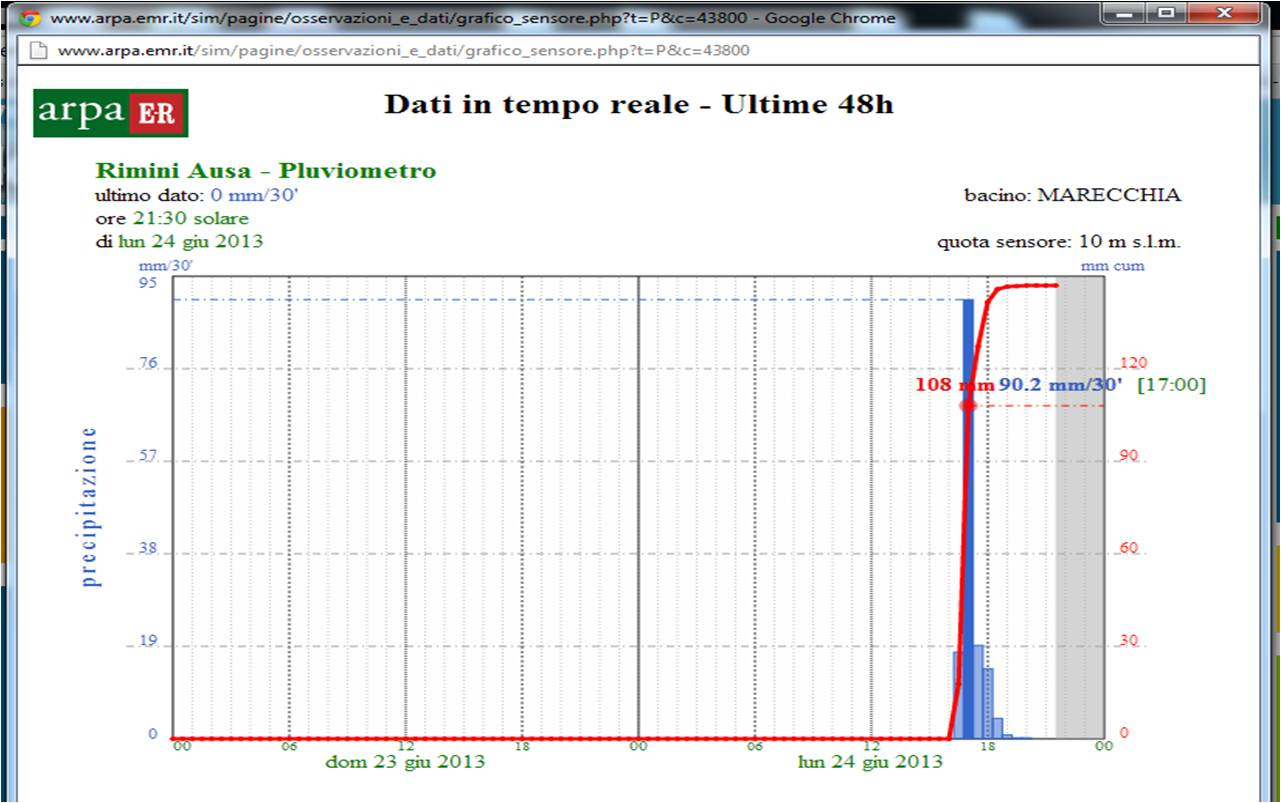 www.arpa.emr.it/sim/pagine/osservazioni_e_dati/grafico_sensore.php?t=P&c=43800 - Google Chrome
www.arpa.emr.it/sim/pagine/osservazioni_e_dati/grafico_sensore.php?t=P&c=43800
arpa E·R
Dati in tempo reale - Ultime 48h
Rimini Ausa - Pluviometro
ultimo dato: 0 mm/30' bacino: MARECCHIA
ore 21:30 solare
di lun 24 giu 2013 quota sensore: 10 m s.l.m.
mm/30' mm cum
95
76 120
108 mm 90.2 mm/30' [17:00]
57 90
38 60
19 30
0 0
precipitazione
00 06 12 18 00 06 12 18 00
dom 23 giu 2013 lun 24 giu 2013